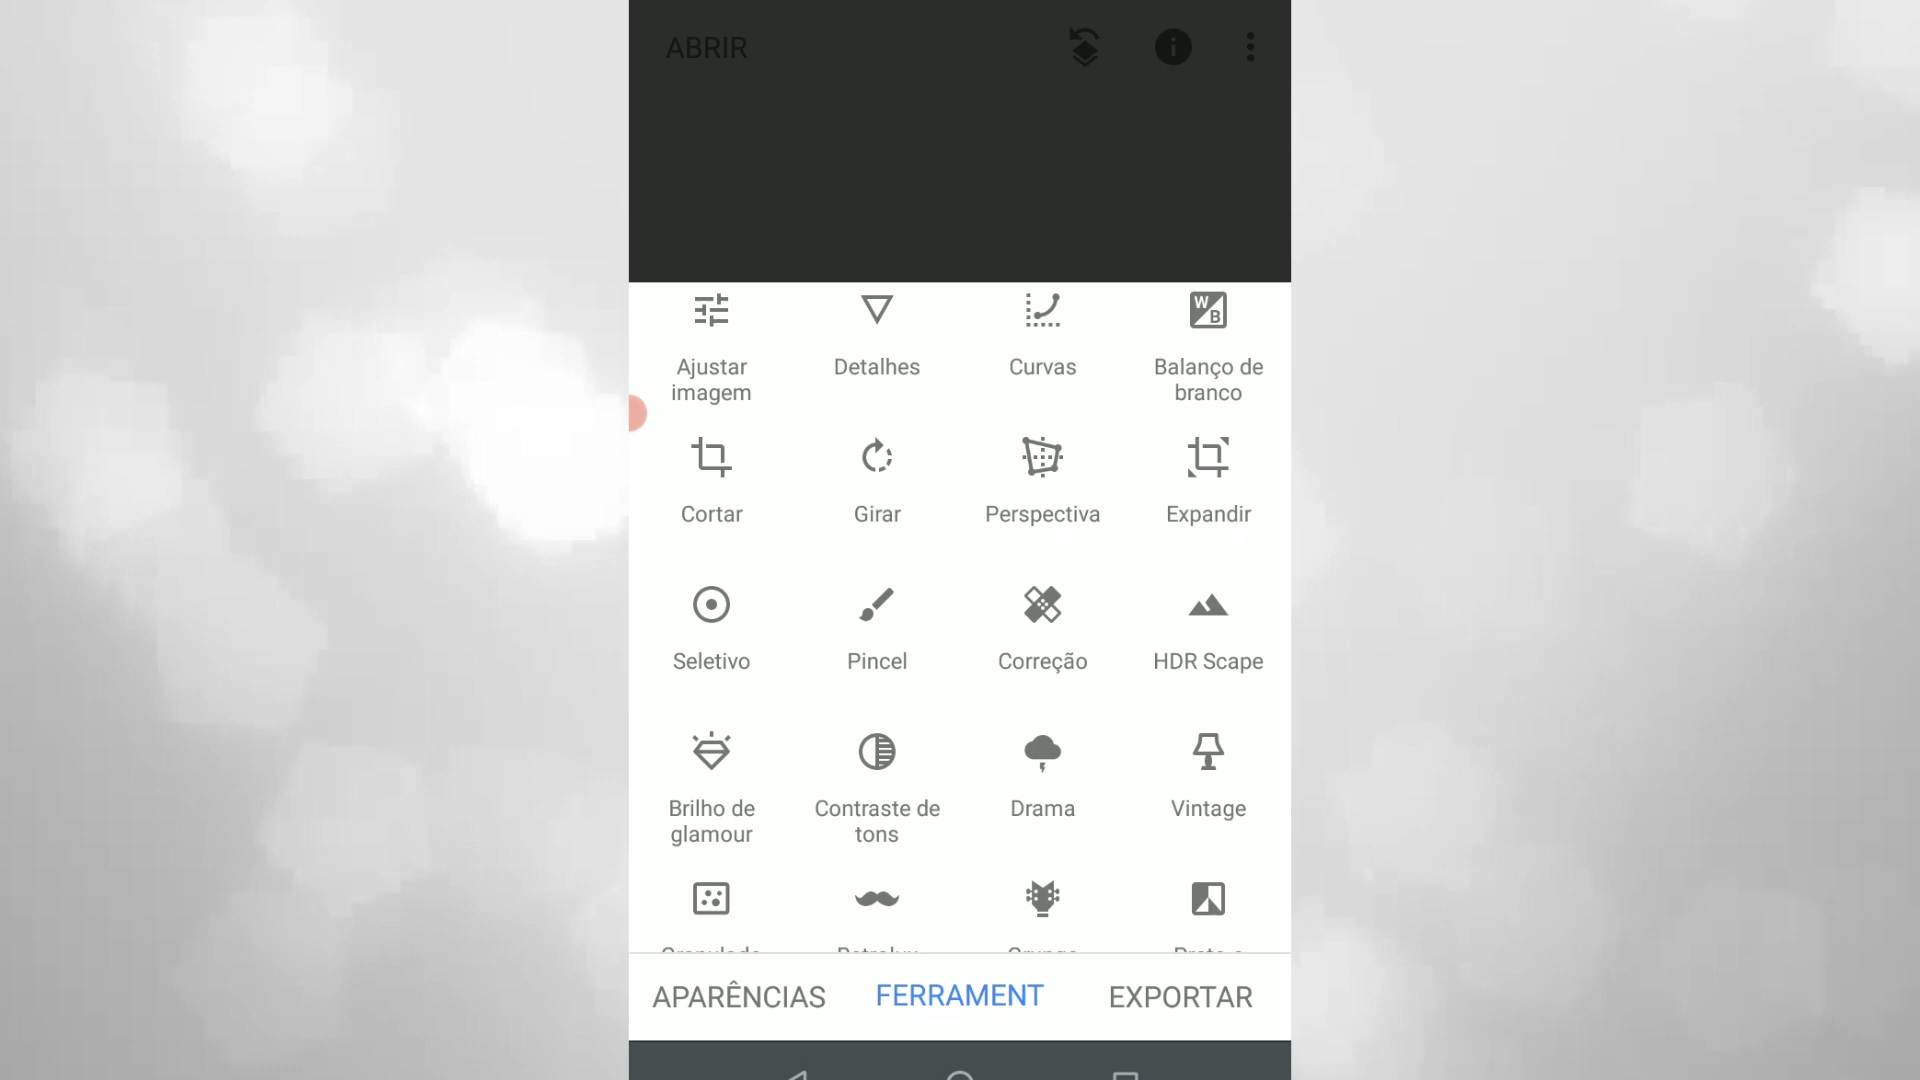 ABRIR
Ajustar imagem
Detalhes
Curvas
W B
Balanço de branco
Cortar
Girar
Perspectiva
Expandir
Seletivo
Pincel
Correção
HDR Scape
Brilho de glamour
Contraste de tons
Drama
Vintage
APARÊNCIAS
FERRAMENT
EXPORTAR